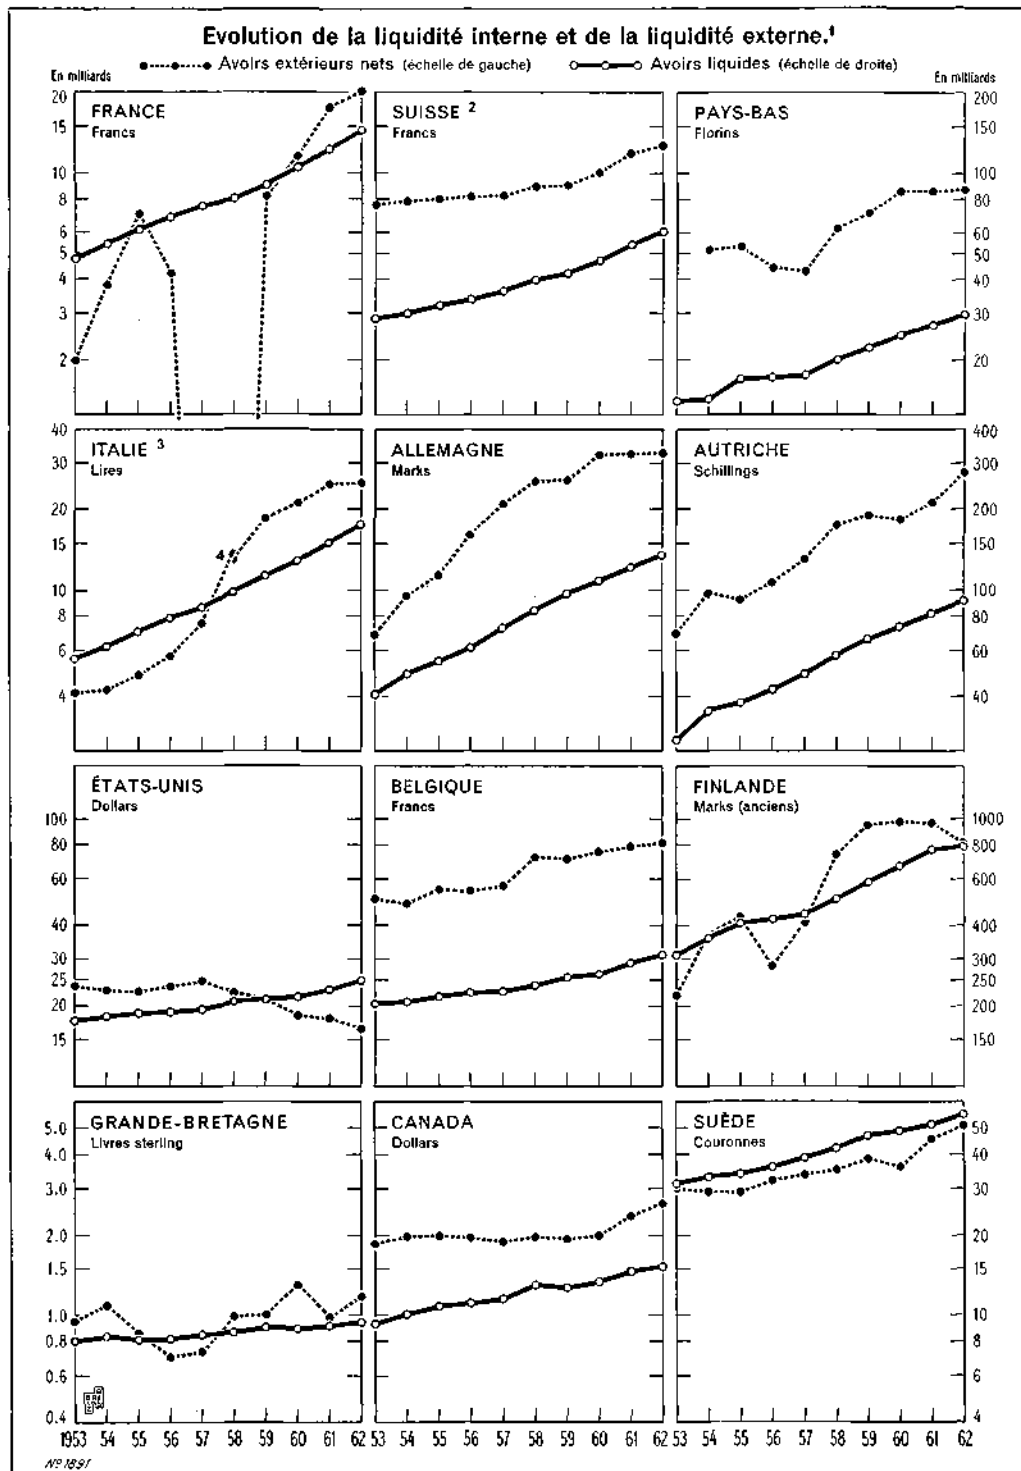 Evolution de la liquidité interne et de la liquidité externe.¹
Avoirs extérieurs nets (échelle de gauche) Avoirs liquides (échelle de droite)
En milliards En milliards
FRANCE
Francs
SUISSE ²
Francs
PAYS-BAS
Florins
20 200
15 150
10 100
8 80
6 60
5 50
4 40
3 30
2 20
ITALIE ³
Lires
ALLEMAGNE
Marks
AUTRICHE
Schillings
40 400
30 300
20 200
15 150
4
10 100
8 80
6 60
4 40
ÉTATS-UNIS
Dollars
BELGIQUE
Francs
FINLANDE
Marks (anciens)
100 1000
80 800
60 600
40 400
30 300
25 250
20 200
15 150
GRANDE-BRETAGNE
Livres sterling
CANADA
Dollars
SUÈDE
Couronnes
5.0 50
4.0 40
3.0 30
2.0 20
1.5 15
1.0 10
0.8 8
0.6 6
0.4 4
1953 54 55 56 57 58 59 60 61 62 53 54 55 56 57 58 59 60 61 62 53 54 55 56 57 58 59 60 61 62
Nº 1891